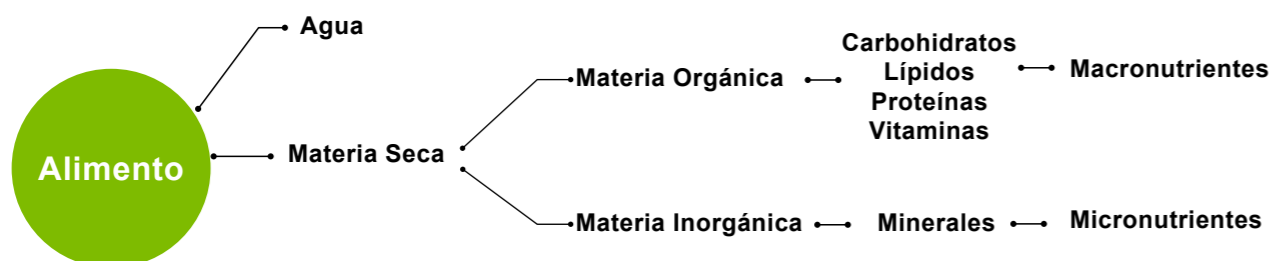 Agua
Carbohidratos
Materia Orgánica
Lípidos
Macronutrientes
Proteínas
Vitaminas
Alimento
Materia Seca
Materia Inorgánica
Minerales
Micronutrientes